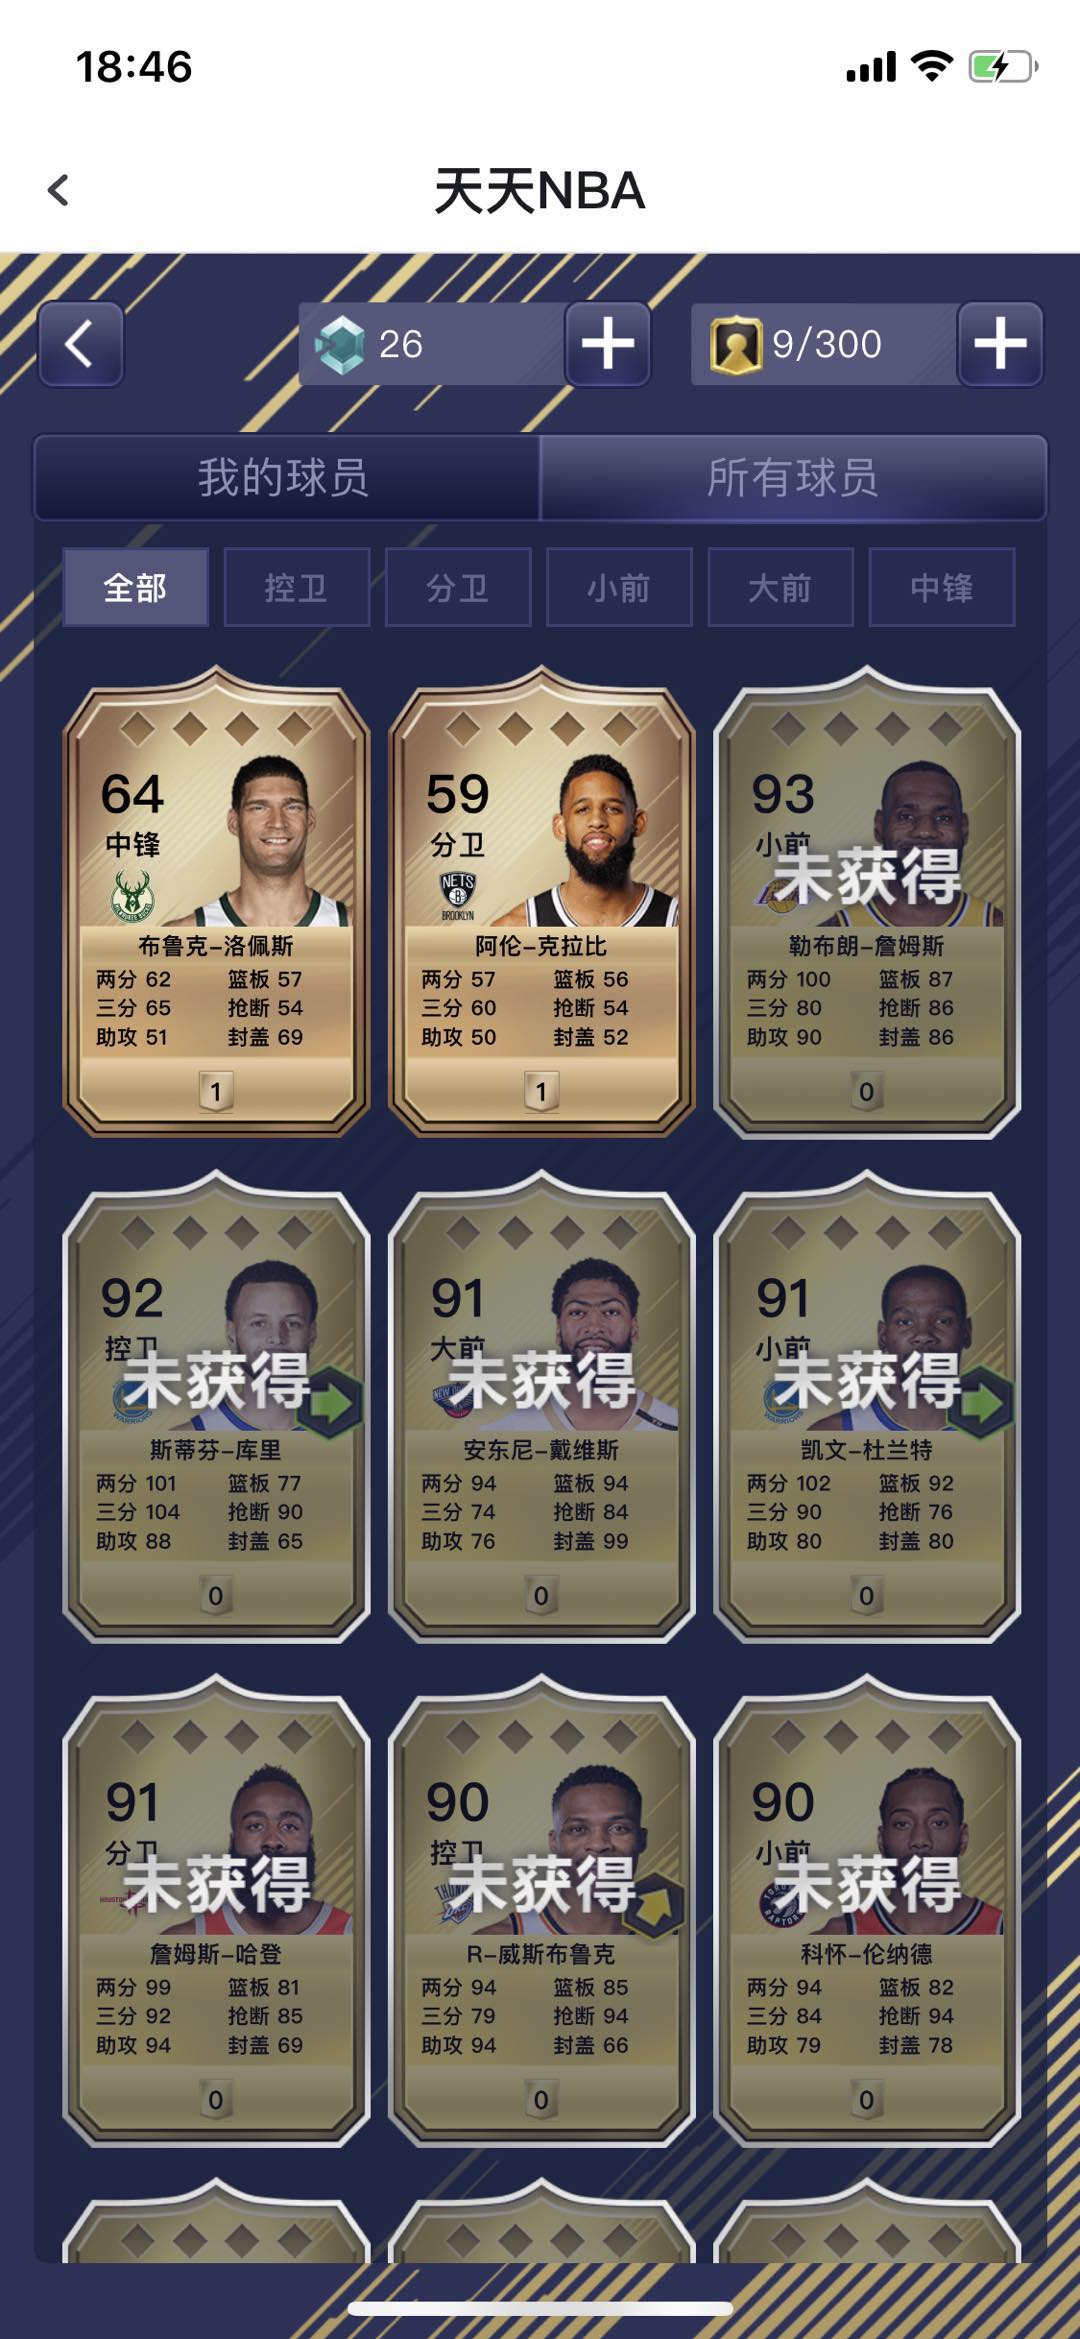 18:46
天天NBA
26
9/300
我的球员
所有球员
全部 控卫 分卫 小前 大前 中锋
64
中锋
布鲁克-洛佩斯
两分 62 篮板 57
三分 65 抢断 54
助攻 51 封盖 69
1
59
分卫
NETS
B
BROOKLYN
阿伦-克拉比
两分 57 篮板 56
三分 60 抢断 54
助攻 50 封盖 52
1
93
小前
未获得
勒布朗-詹姆斯
两分 100 篮板 87
三分 80 抢断 86
助攻 90 封盖 86
0
92
控卫
未获得
WARRIORS
斯蒂芬-库里
两分 101 篮板 77
三分 104 抢断 90
助攻 88 封盖 65
0
91
大前
未获得
安东尼-戴维斯
两分 94 篮板 94
三分 74 抢断 84
助攻 76 封盖 99
0
91
小前
未获得
WARRIORS
凯文-杜兰特
两分 102 篮板 92
三分 90 抢断 76
助攻 80 封盖 80
0
91
分卫
未获得
詹姆斯-哈登
两分 99 篮板 81
三分 92 抢断 85
助攻 94 封盖 69
0
90
控卫
未获得
R-威斯布鲁克
两分 94 篮板 85
三分 79 抢断 94
助攻 94 封盖 66
0
90
小前
未获得
科怀-伦纳德
两分 94 篮板 82
三分 84 抢断 94
助攻 79 封盖 78
0